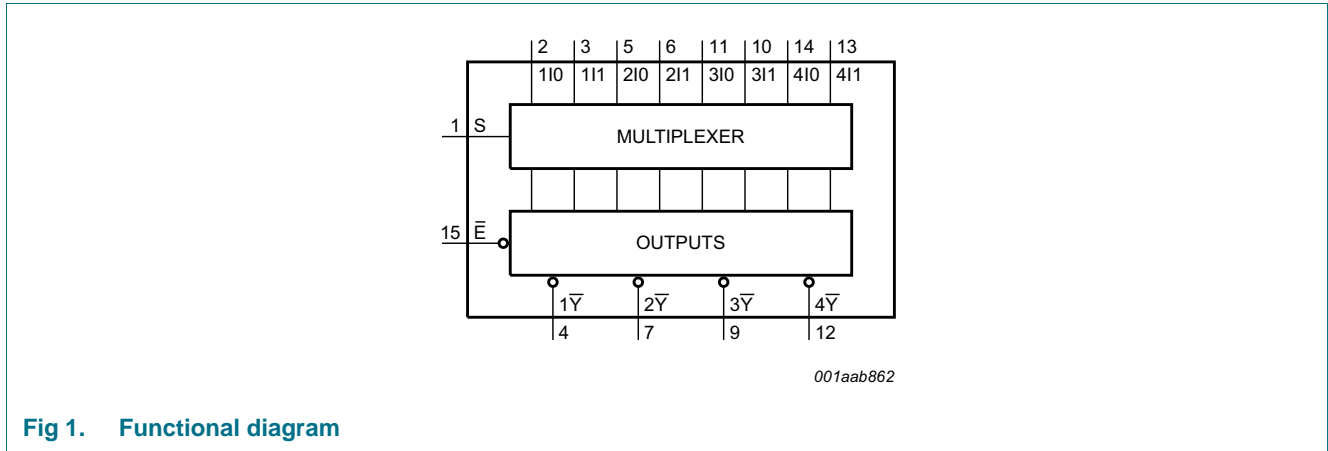 2 3 5 6 11 10 14 13
1I0 1I1 2I0 2I1 3I0 3I1 4I0 4I1
1 S
MULTIPLEXER
15 E̅
OUTPUTS
1Y̅ 2Y̅ 3Y̅ 4Y̅
4 7 9 12
001aab862
Fig 1. Functional diagram